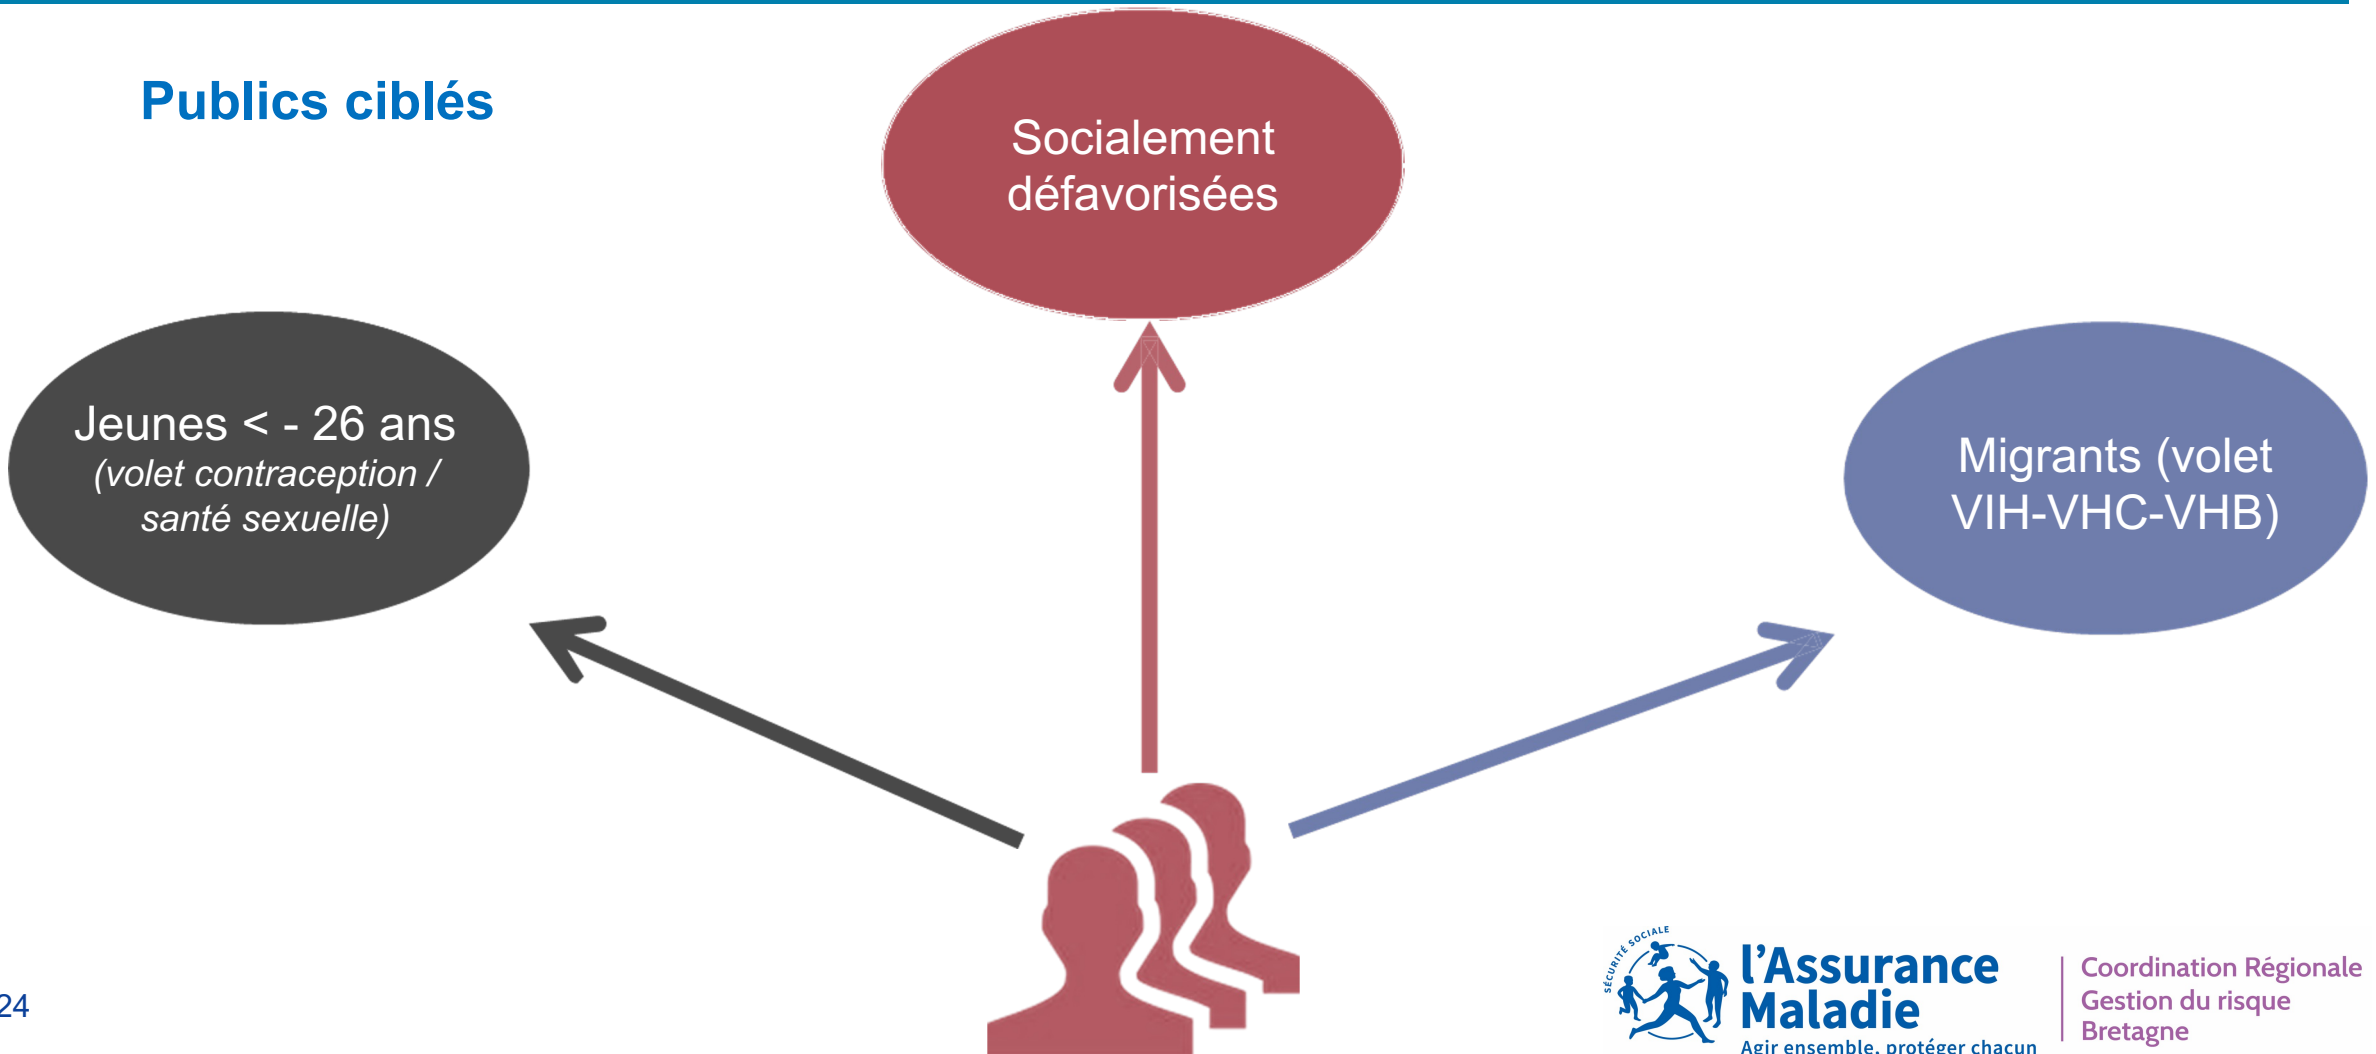 Publics ciblés
Socialement
défavorisées
Jeunes < - 26 ans
(volet contraception /
santé sexuelle)
Migrants (volet
VIH-VHC-VHB)
24
SÉCURITÉ SOCIALE
l'Assurance
Maladie
Agir ensemble, protéger chacun
Coordination Régionale
Gestion du risque
Bretagne